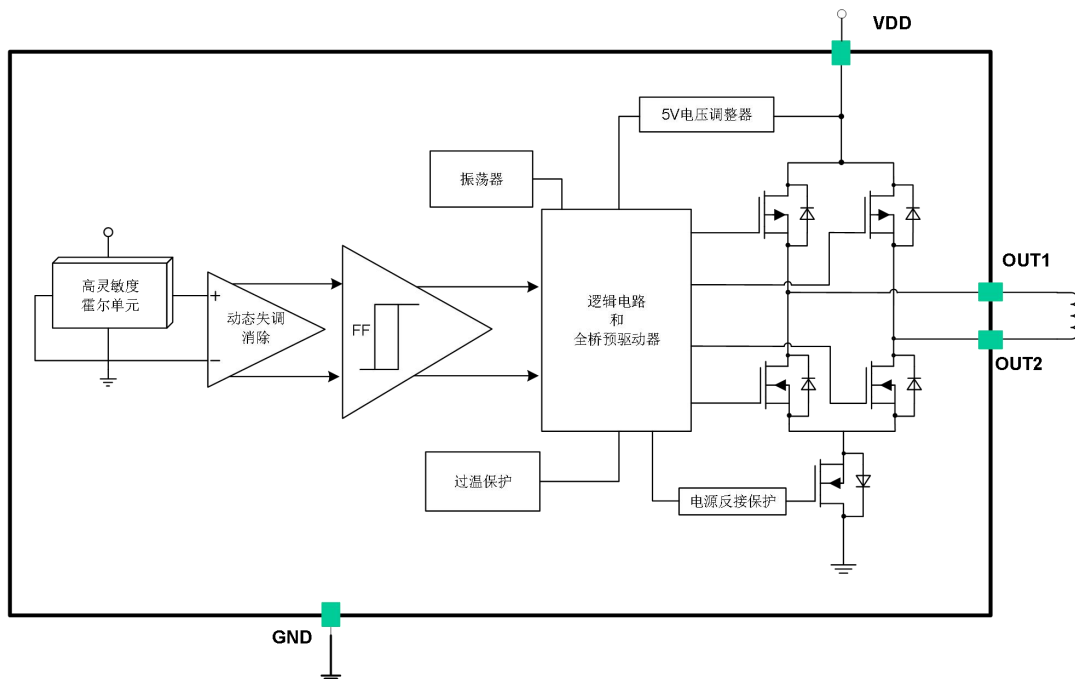 VDD
5V电压调整器
振荡器
高灵敏度
霍尔单元
+
−
动态失调
消除
FF
逻辑电路
和
全桥预驱动器
OUT1
OUT2
过温保护
电源反接保护
GND